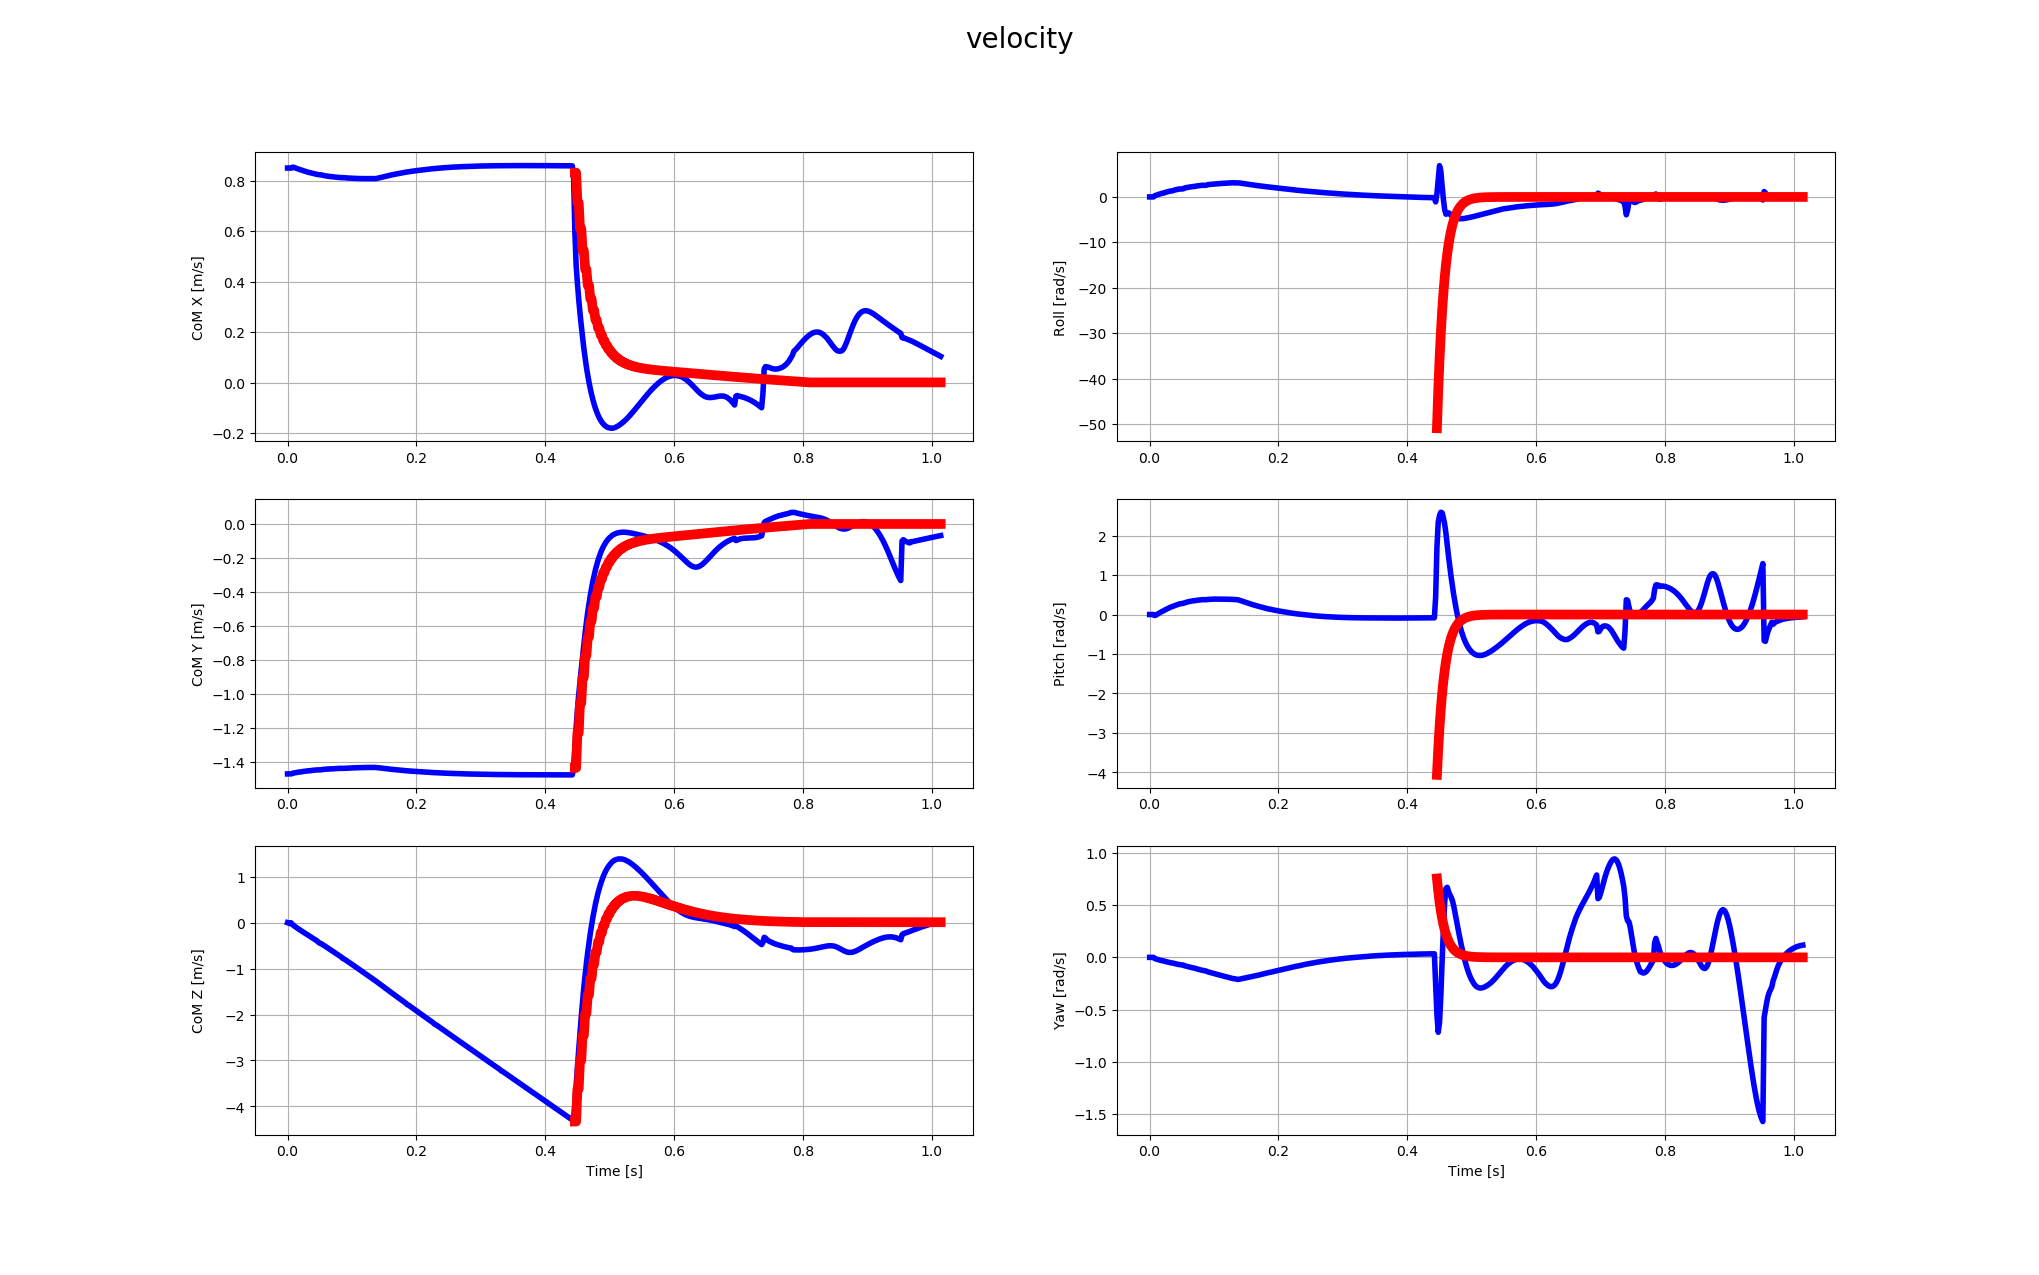 velocity
CoM X [m/s]
0.8
0.6
0.4
0.2
0.0
−0.2
0.0 0.2 0.4 0.6 0.8 1.0
Roll [rad/s]
0
−10
−20
−30
−40
−50
0.0 0.2 0.4 0.6 0.8 1.0
CoM Y [m/s]
0.0
−0.2
−0.4
−0.6
−0.8
−1.0
−1.2
−1.4
0.0 0.2 0.4 0.6 0.8 1.0
Pitch [rad/s]
2
1
0
−1
−2
−3
−4
0.0 0.2 0.4 0.6 0.8 1.0
CoM Z [m/s]
1
0
−1
−2
−3
−4
0.0 0.2 0.4 0.6 0.8 1.0
Time [s]
Yaw [rad/s]
1.0
0.5
0.0
−0.5
−1.0
−1.5
0.0 0.2 0.4 0.6 0.8 1.0
Time [s]